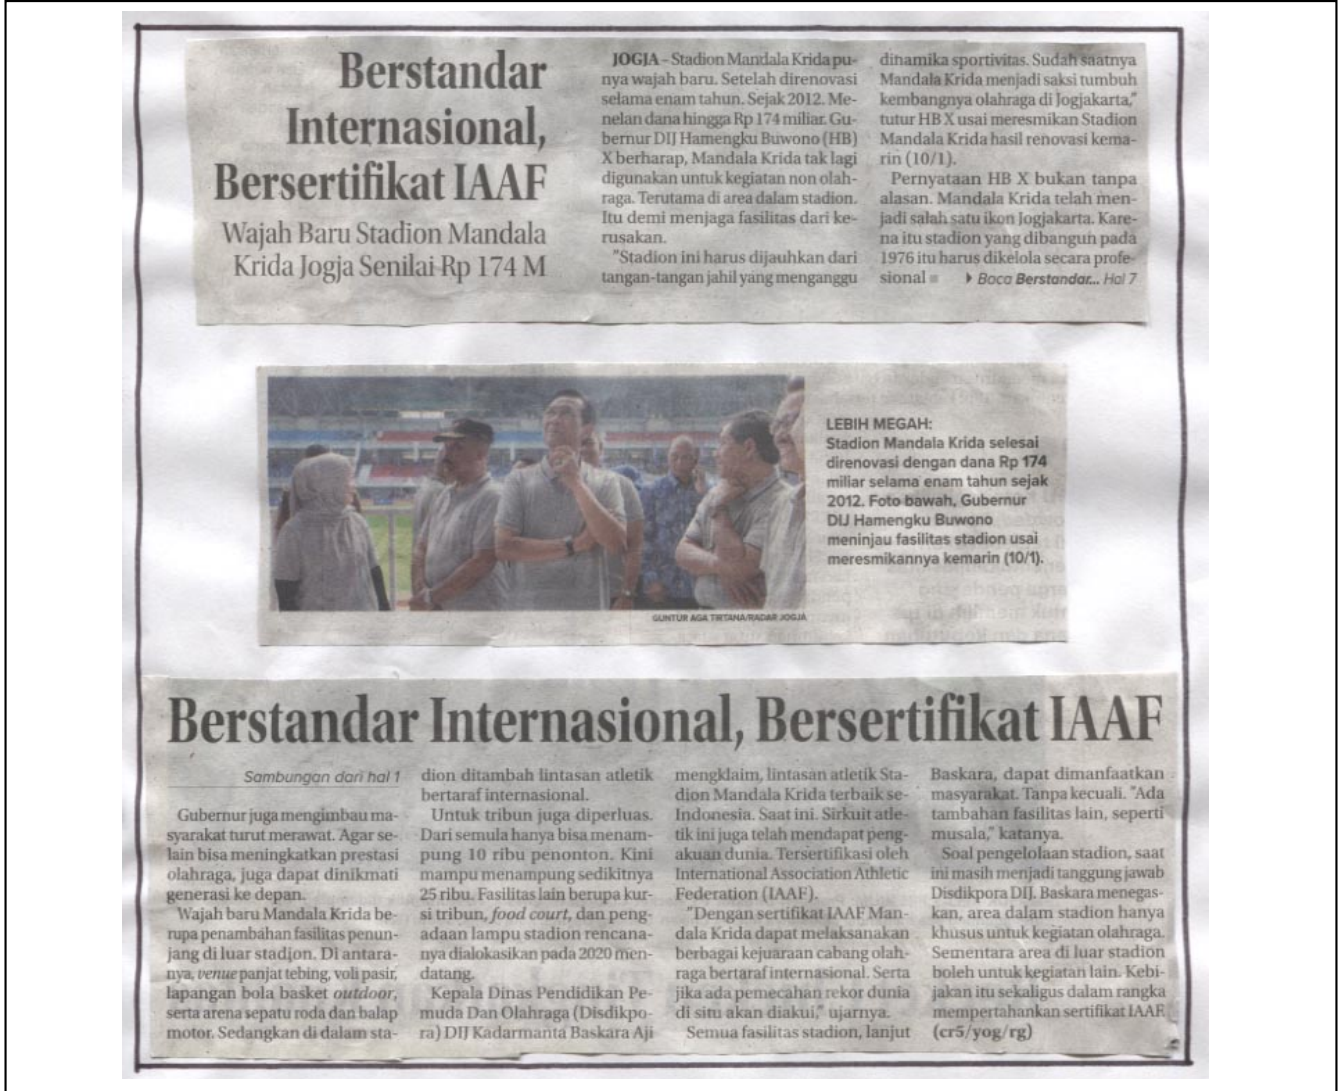 Berstandar
Internasional,
Bersertifikat IAAF
Wajah Baru Stadion Mandala
Krida Jogja Senilai Rp 174 M
JOGJA – Stadion Mandala Krida pu-
nya wajah baru. Setelah direnovasi
selama enam tahun. Sejak 2012. Me-
nelan dana hingga Rp 174 miliar. Gu-
bernur DIJ Hamengku Buwono (HB)
X berharap, Mandala Krida tak lagi
digunakan untuk kegiatan non olah-
raga. Terutama di area dalam stadion.
Itu demi menjaga fasilitas dari ke-
rusakan.
"Stadion ini harus dijauhkan dari
tangan-tangan jahil yang menganggu
dinamika sportivitas. Sudah saatnya
Mandala Krida menjadi saksi tumbuh
kembangnya olahraga di Jogjakarta,"
tutur HB X usai meresmikan Stadion
Mandala Krida hasil renovasi kema-
rin (10/1).
Pernyataan HB X bukan tanpa
alasan. Mandala Krida telah men-
jadi salah satu ikon Jogjakarta. Kare-
na itu stadion yang dibangun pada
1976 itu harus dikelola secara profe-
sional
Baca Berstandar... Hal 7
LEBIH MEGAH:
Stadion Mandala Krida selesai
direnovasi dengan dana Rp 174
miliar selama enam tahun sejak
2012. Foto bawah, Gubernur
DIJ Hamengku Buwono
meninjau fasilitas stadion usai
meresmikannya kemarin (10/1).
GUNTUR AGA TIRTANA/RADAR JOGJA
Berstandar Internasional, Bersertifikat IAAF
Sambungan dari hal 1
Gubernur juga mengimbau ma-
syarakat turut merawat. Agar se-
lain bisa meningkatkan prestasi
olahraga, juga dapat dinikmati
generasi ke depan.
Wajah baru Mandala Krida be-
rupa penambahan fasilitas penun-
jang di luar stadion. Di antara-
nya, venue panjat tebing, voli pasir,
lapangan bola basket outdoor,
serta arena sepatu roda dan balap
motor. Sedangkan di dalam sta-
dion ditambah lintasan atletik
bertaraf internasional.
Untuk tribun juga diperluas.
Dari semula hanya bisa menam-
pung 10 ribu penonton. Kini
mampu menampung sedikitnya
25 ribu. Fasilitas lain berupa kur-
si tribun, food court, dan peng-
adaan lampu stadion rencana-
nya dialokasikan pada 2020 men-
datang.
Kepala Dinas Pendidikan Pe-
muda Dan Olahraga (Disdikpo-
ra) DIJ Kadarmanta Baskara Aji
mengklaim, lintasan atletik Sta-
dion Mandala Krida terbaik se-
Indonesia. Saat ini. Sirkuit atle-
tik ini juga telah mendapat peng-
akuan dunia. Tersertifikasi oleh
International Association Athletic
Federation (IAAF).
"Dengan sertifikat IAAF Man-
dala Krida dapat melaksanakan
berbagai kejuaraan cabang olah-
raga bertaraf internasional. Serta
jika ada pemecahan rekor dunia
di situ akan diakui," ujarnya.
Semua fasilitas stadion, lanjut
Baskara, dapat dimanfaatkan
masyarakat. Tanpa kecuali. "Ada
tambahan fasilitas lain, seperti
musala," katanya.
Soal pengelolaan stadion, saat
ini masih menjadi tanggung jawab
Disdikpora DIJ. Baskara menegas-
kan, area dalam stadion hanya
khusus untuk kegiatan olahraga.
Sementara area di luar stadion
boleh untuk kegiatan lain. Kebi-
jakan itu sekaligus dalam rangka
mempertahankan sertifikat IAAF.
(cr5/yog/rg)